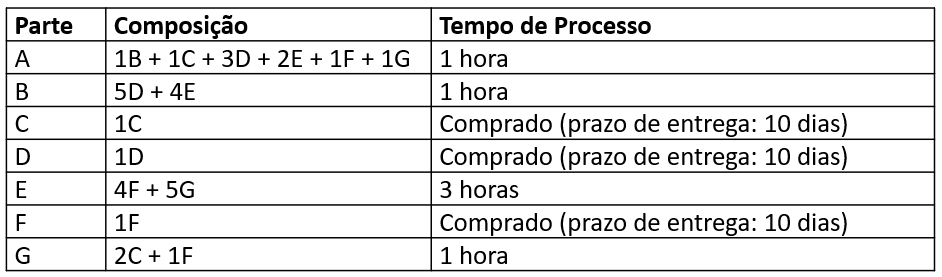 Parte Composição Tempo de Processo
A 1B + 1C + 3D + 2E + 1F + 1G 1 hora
B 5D + 4E 1 hora
C 1C Comprado (prazo de entrega: 10 dias)
D 1D Comprado (prazo de entrega: 10 dias)
E 4F + 5G 3 horas
F 1F Comprado (prazo de entrega: 10 dias)
G 2C + 1F 1 hora